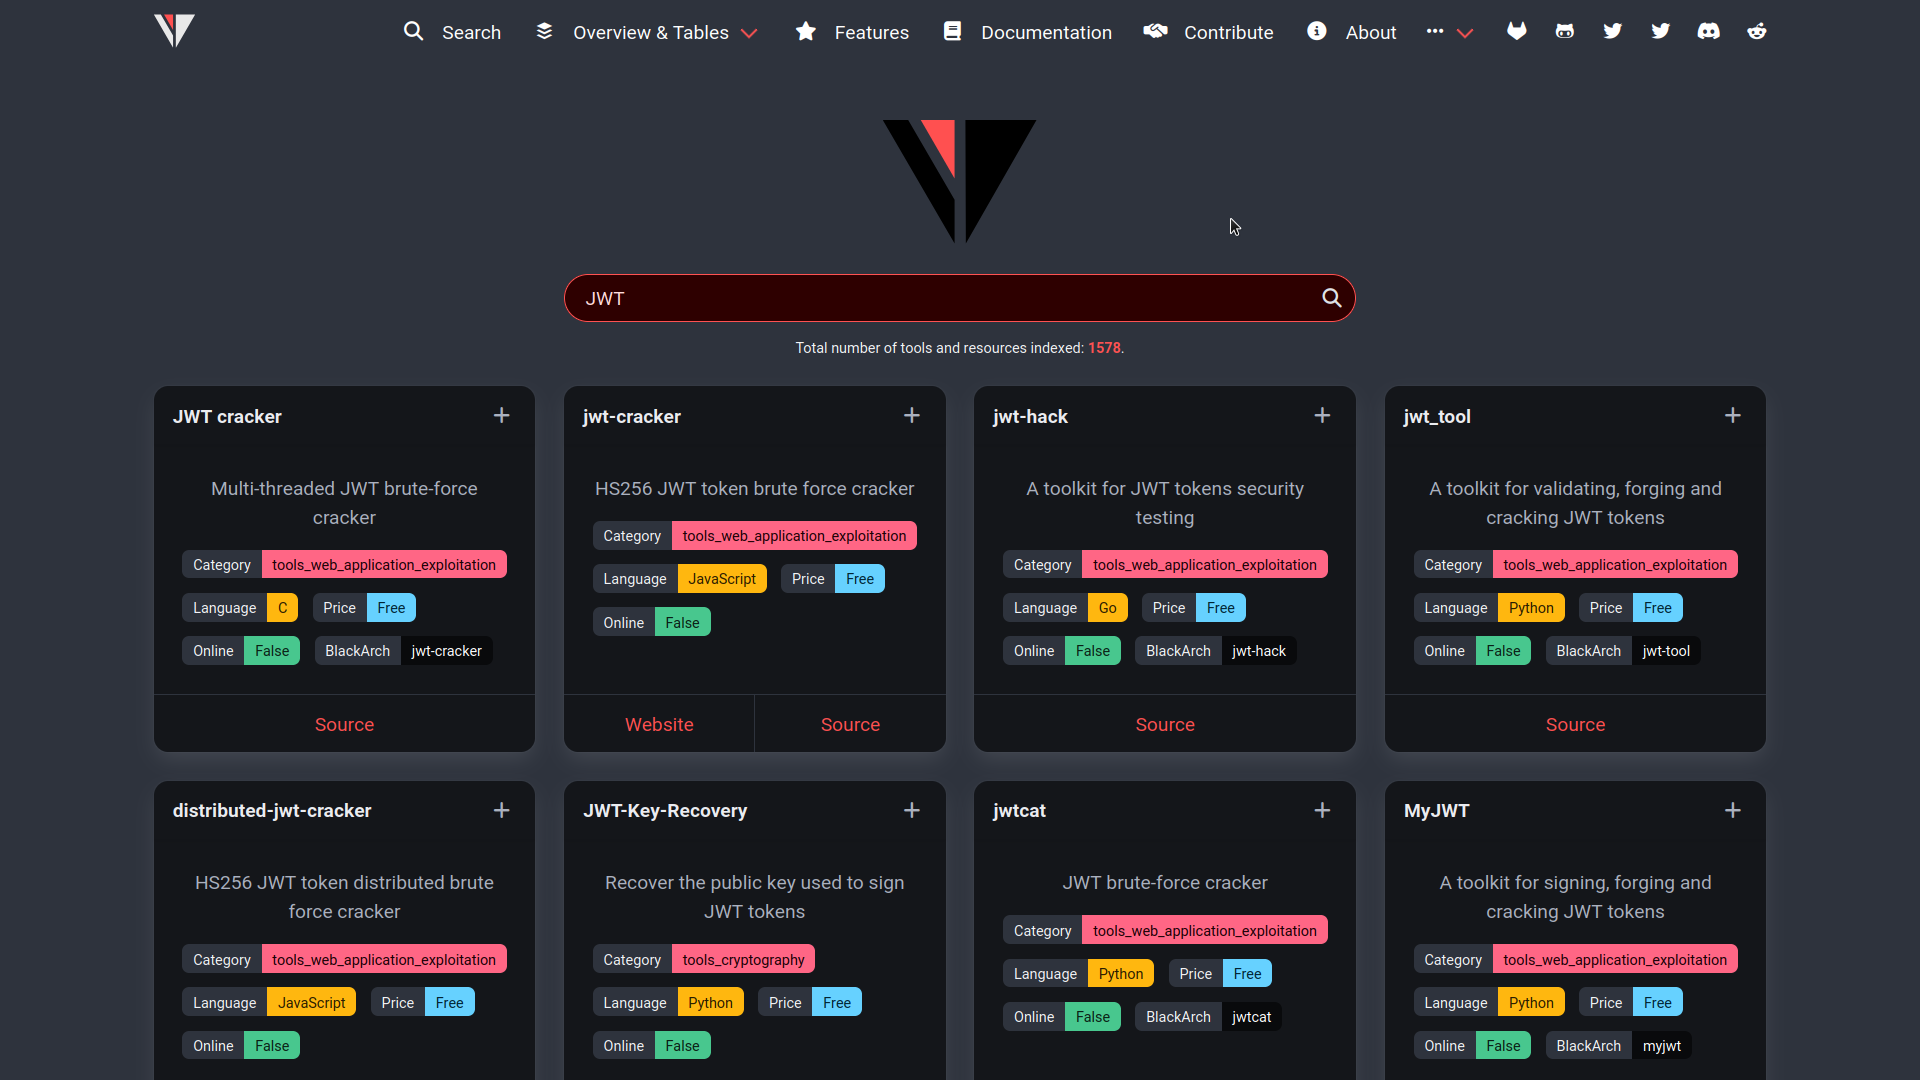 Search Overview & Tables Features Documentation Contribute About
JWT
Total number of tools and resources indexed: 1578.
JWT cracker
Multi-threaded JWT brute-force
cracker
Category tools_web_application_exploitation
Language C Price Free
Online False BlackArch jwt-cracker
Source
jwt-cracker
HS256 JWT token brute force cracker
Category tools_web_application_exploitation
Language JavaScript Price Free
Online False
Website Source
jwt-hack
A toolkit for JWT tokens security
testing
Category tools_web_application_exploitation
Language Go Price Free
Online False BlackArch jwt-hack
Source
jwt_tool
A toolkit for validating, forging and
cracking JWT tokens
Category tools_web_application_exploitation
Language Python Price Free
Online False BlackArch jwt-tool
Source
distributed-jwt-cracker
HS256 JWT token distributed brute
force cracker
Category tools_web_application_exploitation
Language JavaScript Price Free
Online False
JWT-Key-Recovery
Recover the public key used to sign
JWT tokens
Category tools_cryptography
Language Python Price Free
Online False
jwtcat
JWT brute-force cracker
Category tools_web_application_exploitation
Language Python Price Free
Online False BlackArch jwtcat
MyJWT
A toolkit for signing, forging and
cracking JWT tokens
Category tools_web_application_exploitation
Language Python Price Free
Online False BlackArch myjwt